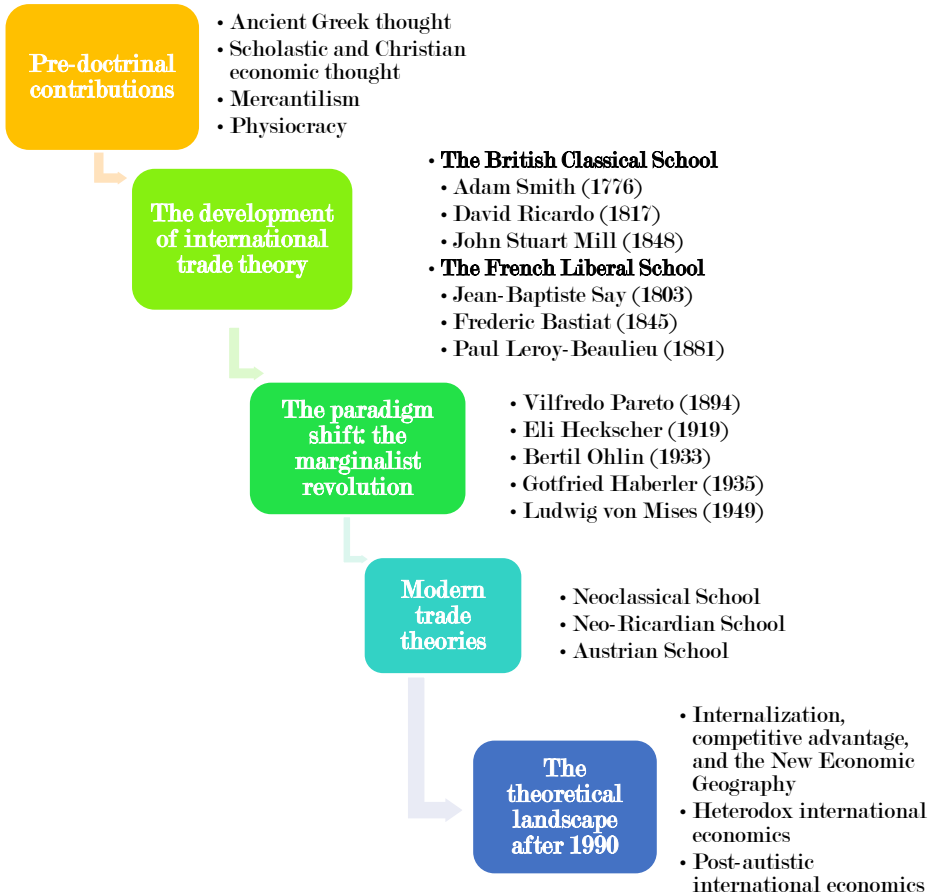 Pre-doctrinal
contributions
• Ancient Greek thought
• Scholastic and Christian
economic thought
• Mercantilism
• Physiocracy
The development
of international
trade theory
• The British Classical School
• Adam Smith (1776)
• David Ricardo (1817)
• John Stuart Mill (1848)
• The French Liberal School
• Jean-Baptiste Say (1803)
• Frederic Bastiat (1845)
• Paul Leroy-Beaulieu (1881)
The paradigm
shift: the
marginalist
revolution
• Vilfredo Pareto (1894)
• Eli Heckscher (1919)
• Bertil Ohlin (1933)
• Gotfried Haberler (1935)
• Ludwig von Mises (1949)
Modern
trade
theories
• Neoclassical School
• Neo-Ricardian School
• Austrian School
The
theoretical
landscape
after 1990
• Internalization,
competitive advantage,
and the New Economic
Geography
• Heterodox international
economics
• Post-autistic
international economics